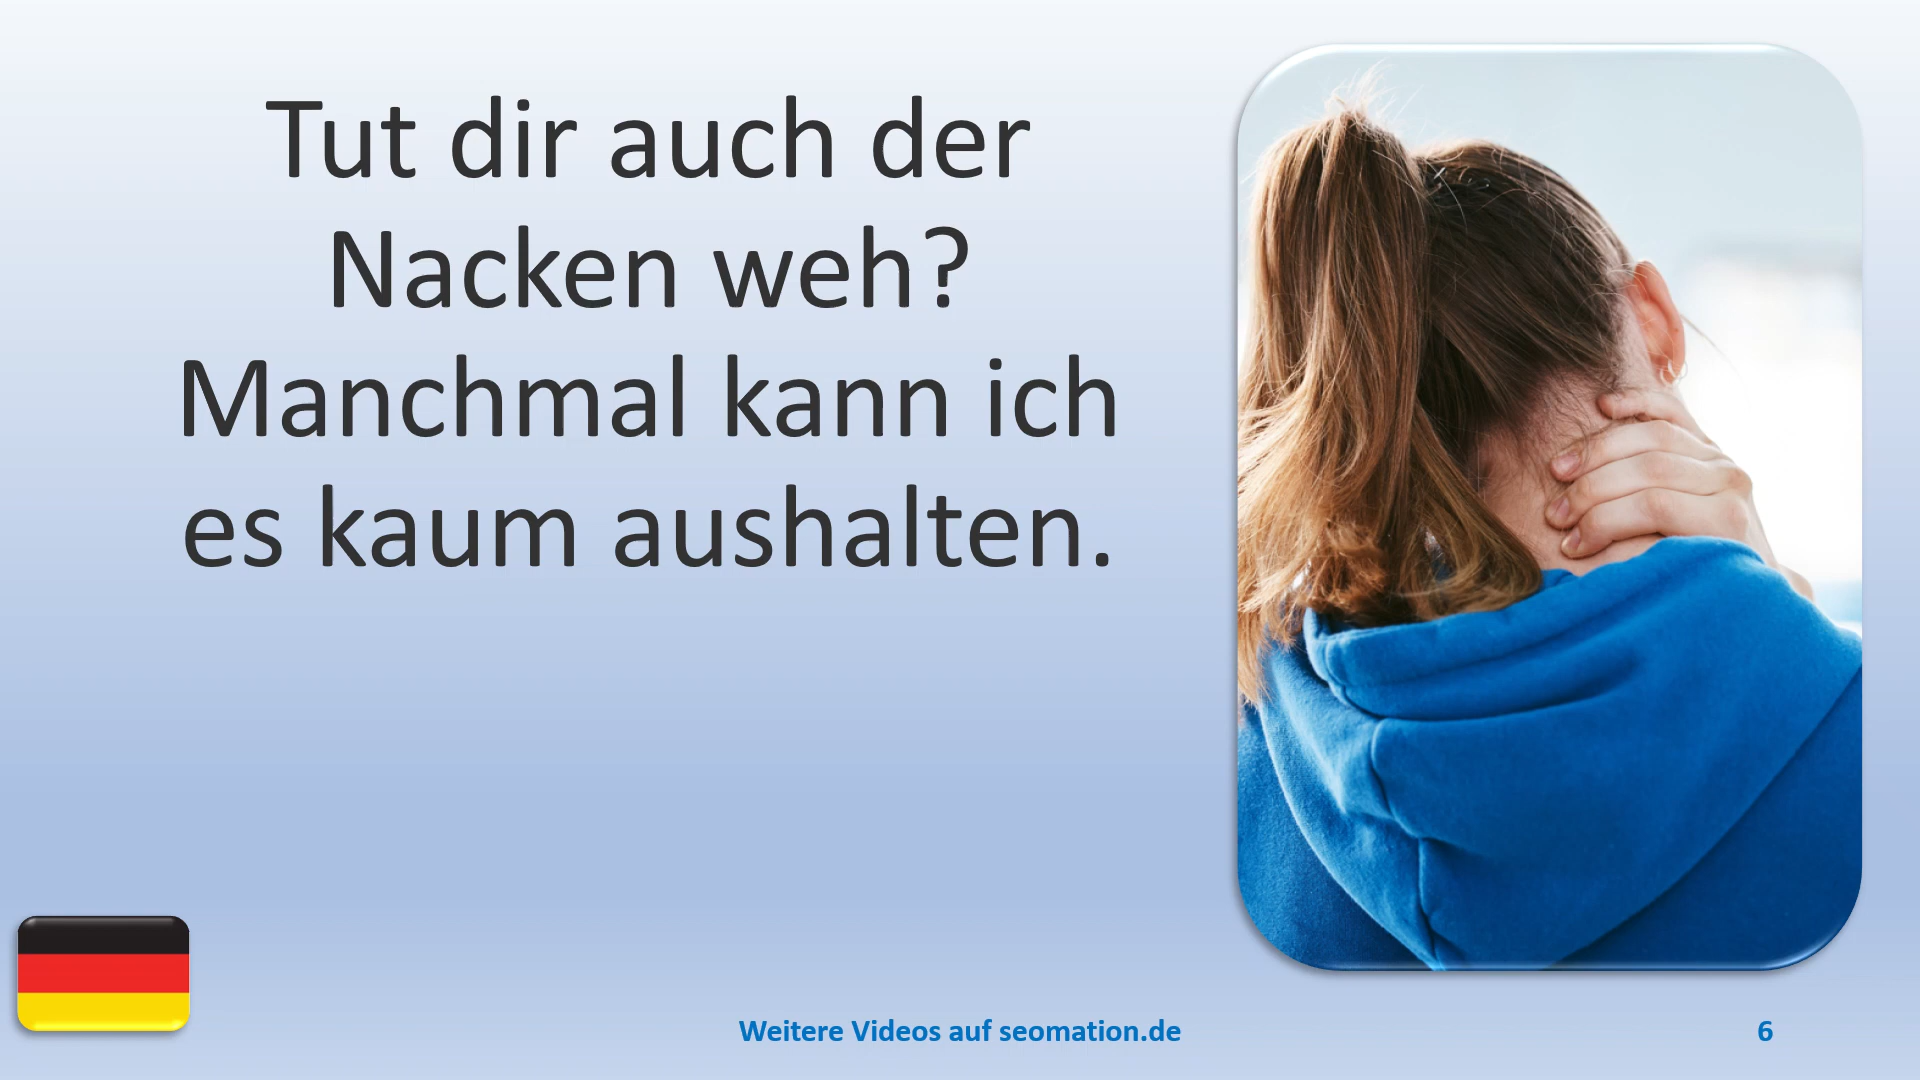 Tut dir auch der
Nacken weh?
Manchmal kann ich
es kaum aushalten.
Weitere Videos auf seomation.de
6